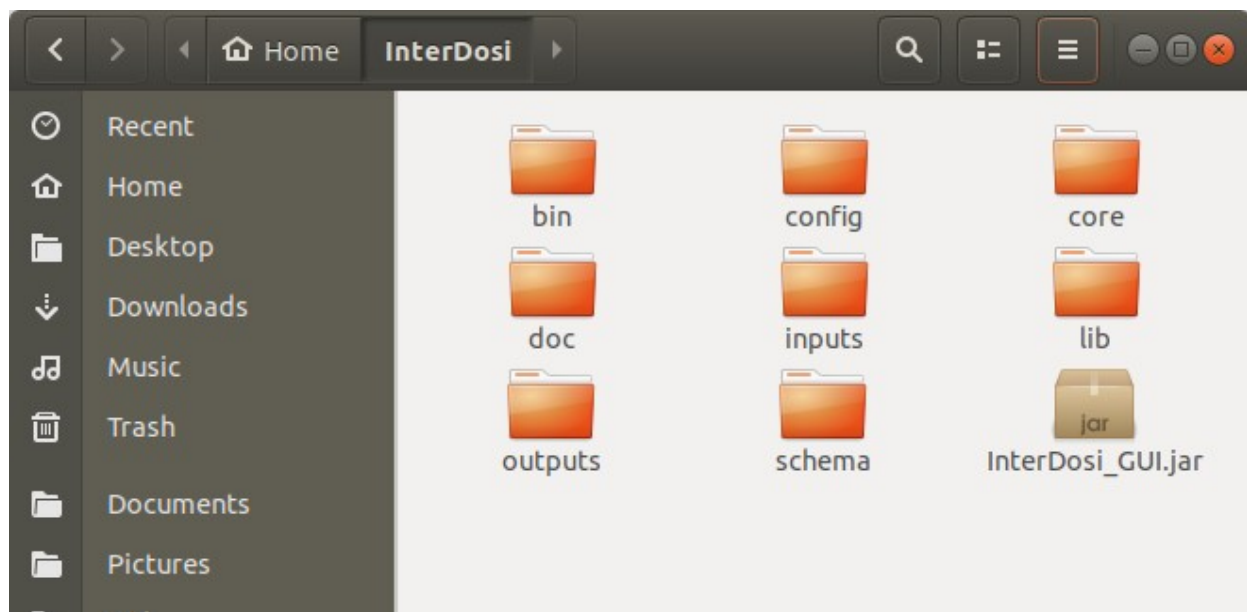 Home InterDosi
Recent
Home
Desktop
Downloads
Music
Trash
Documents
Pictures
bin config core
doc inputs lib
jar
outputs schema InterDosi_GUI.jar